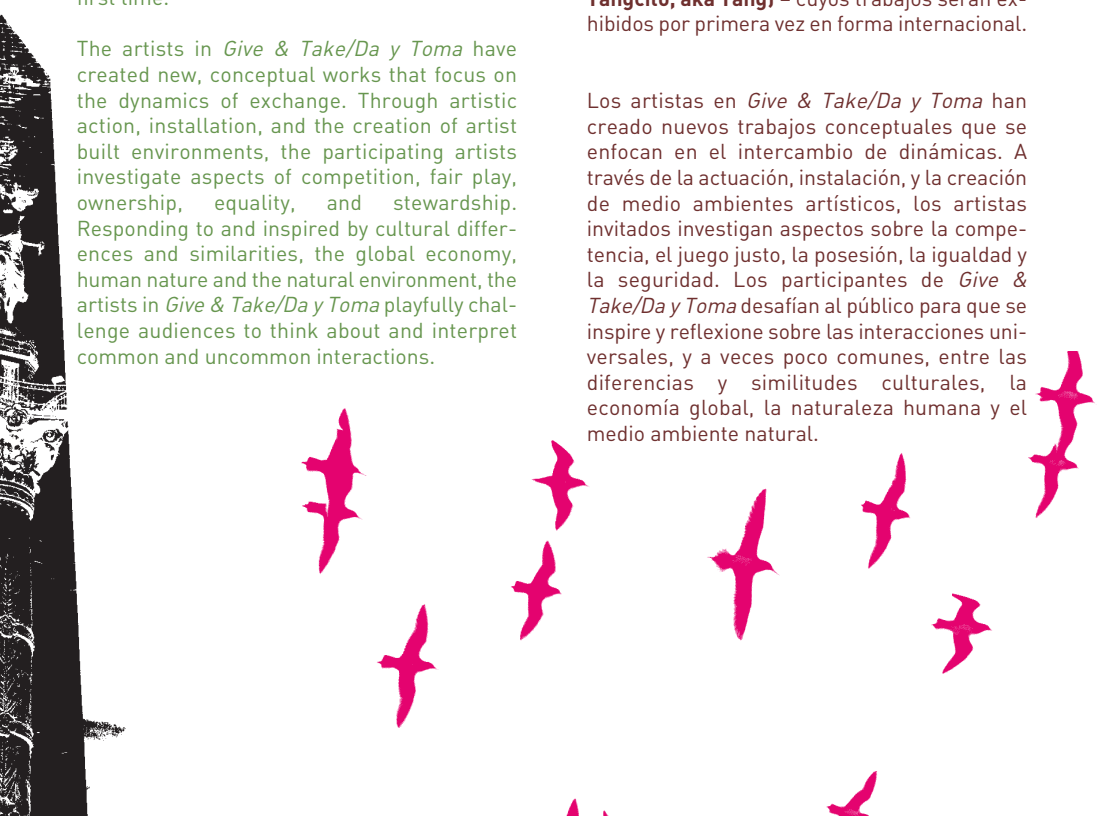 first time.
The artists in Give & Take/Da y Toma have
created new, conceptual works that focus on
the dynamics of exchange. Through artistic
action, installation, and the creation of artist
built environments, the participating artists
investigate aspects of competition, fair play,
ownership, equality, and stewardship.
Responding to and inspired by cultural differ-
ences and similarities, the global economy,
human nature and the natural environment, the
artists in Give & Take/Da y Toma playfully chal-
lenge audiences to think about and interpret
common and uncommon interactions.
Yangcito, aka Yang) – cuyos trabajos serán ex-
hibidos por primera vez en forma internacional.
Los artistas en Give & Take/Da y Toma han
creado nuevos trabajos conceptuales que se
enfocan en el intercambio de dinámicas. A
través de la actuación, instalación, y la creación
de medio ambientes artísticos, los artistas
invitados investigan aspectos sobre la compe-
tencia, el juego justo, la posesión, la igualdad y
la seguridad. Los participantes de Give &
Take/Da y Toma desafían al público para que se
inspire y reflexione sobre las interacciones uni-
versales, y a veces poco comunes, entre las
diferencias y similitudes culturales, la
economía global, la naturaleza humana y el
medio ambiente natural.